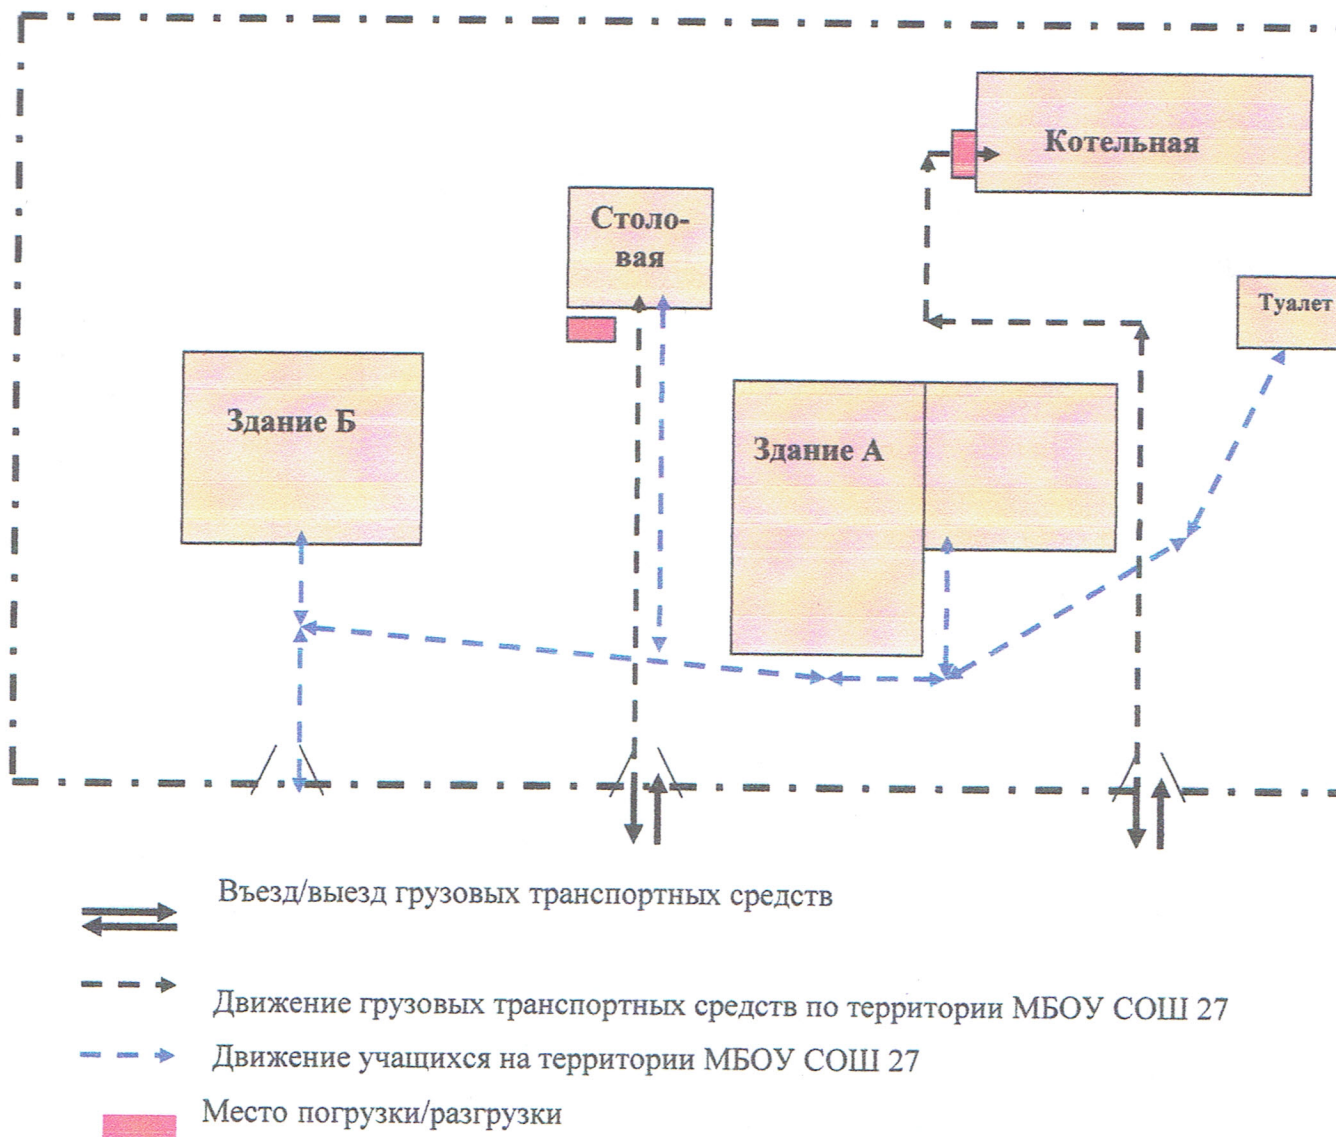 Котельная
Столо-
вая
Туалет
Здание Б
Здание А
Въезд/выезд грузовых транспортных средств
Движение грузовых транспортных средств по территории МБОУ СОШ 27
Движение учащихся на территории МБОУ СОШ 27
Место погрузки/разгрузки